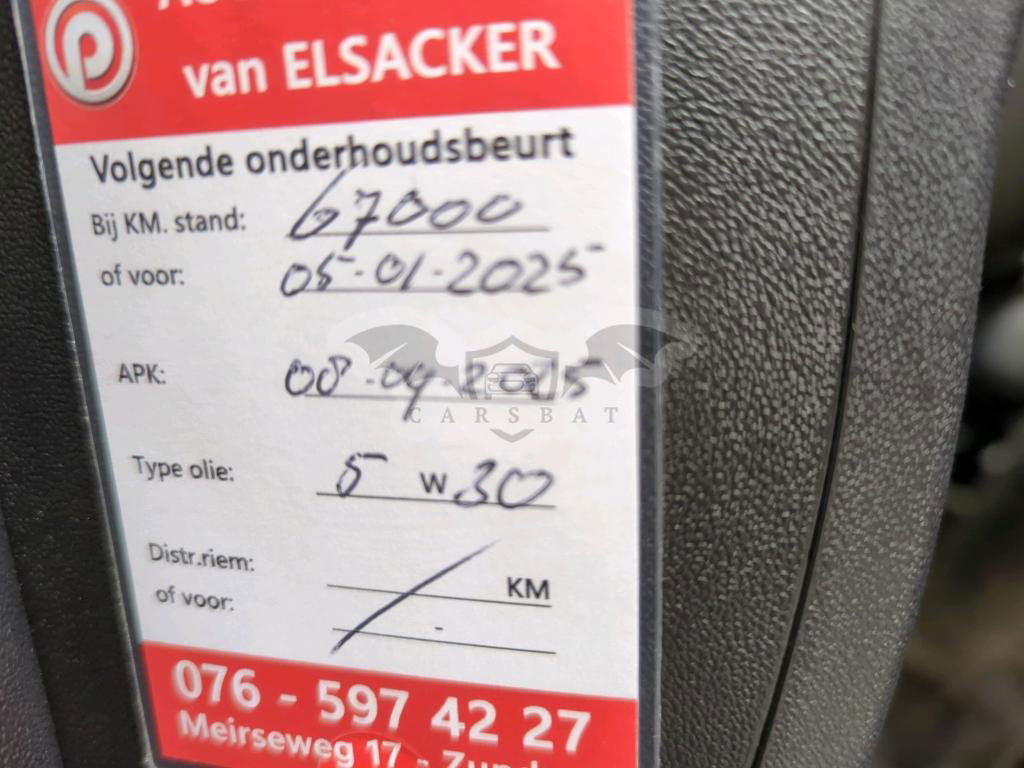 van ELSACKER
Volgende onderhoudsbeurt
Bij KM. stand: 67000
of voor: 05-01-2025
APK: 08-04-2025
Type olie: 5 W 30
Distr.riem: KM
of voor: -
076 - 597 42 27
Meirseweg 17 -
CARSBAT